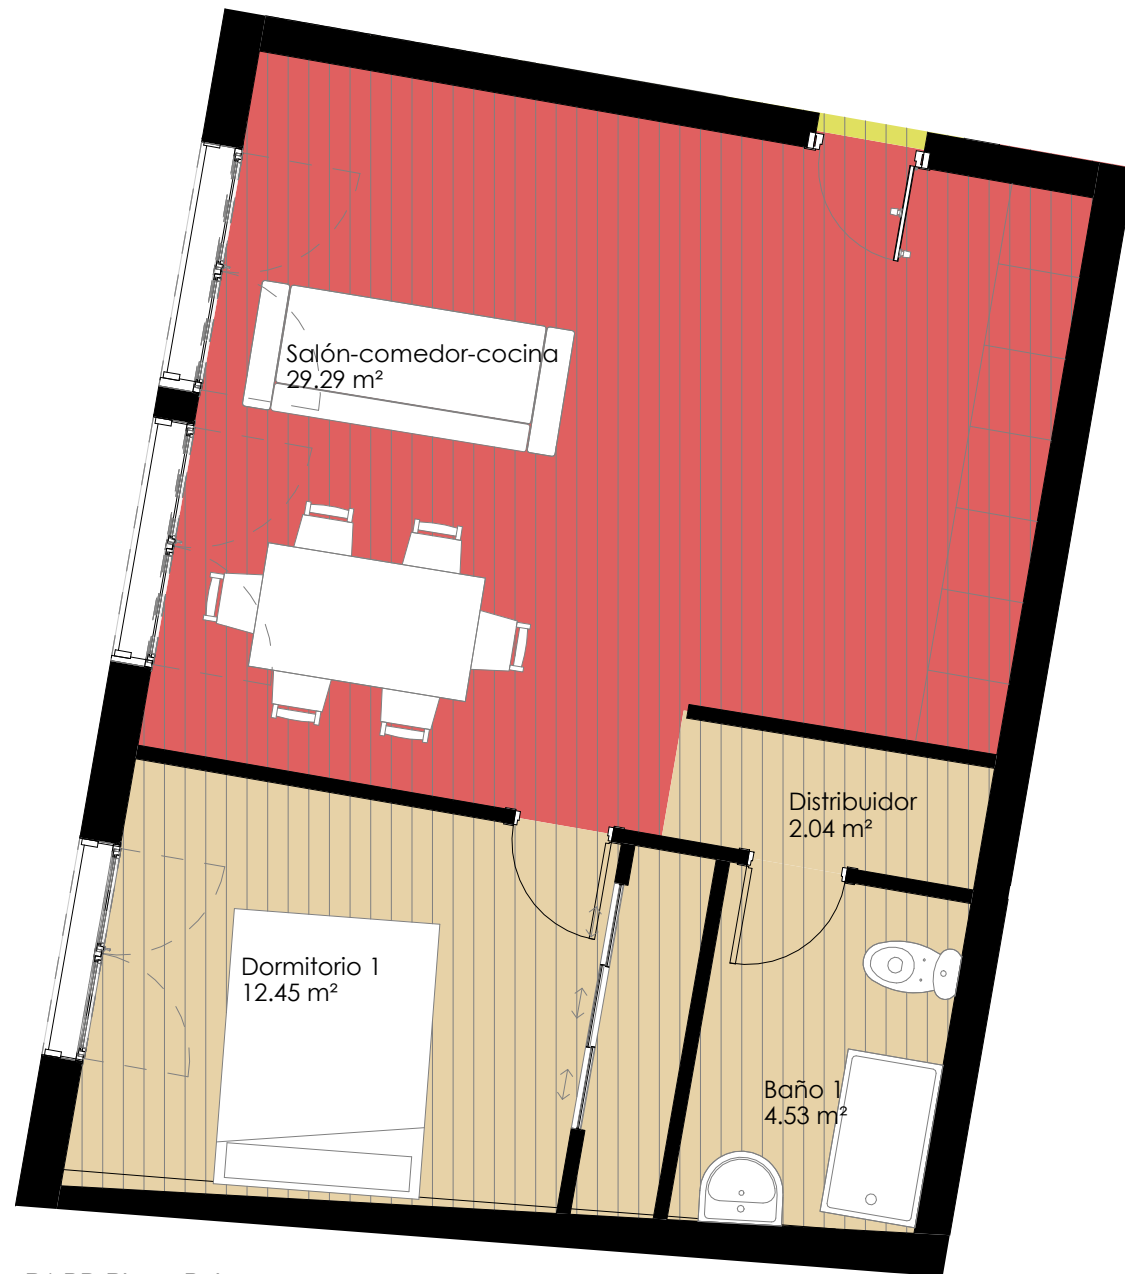 Salón-comedor-cocina
29.29 m²
Distribuidor
2.04 m²
Dormitorio 1
12.45 m²
Baño 1
4.53 m²